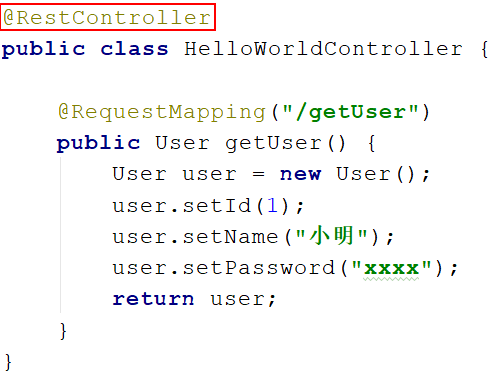 @RestController
public class HelloWorldController {
@RequestMapping("/getUser")
public User getUser() {
User user = new User();
user.setId(1);
user.setName("小明");
user.setPassword("xxxx");
return user;
}
}